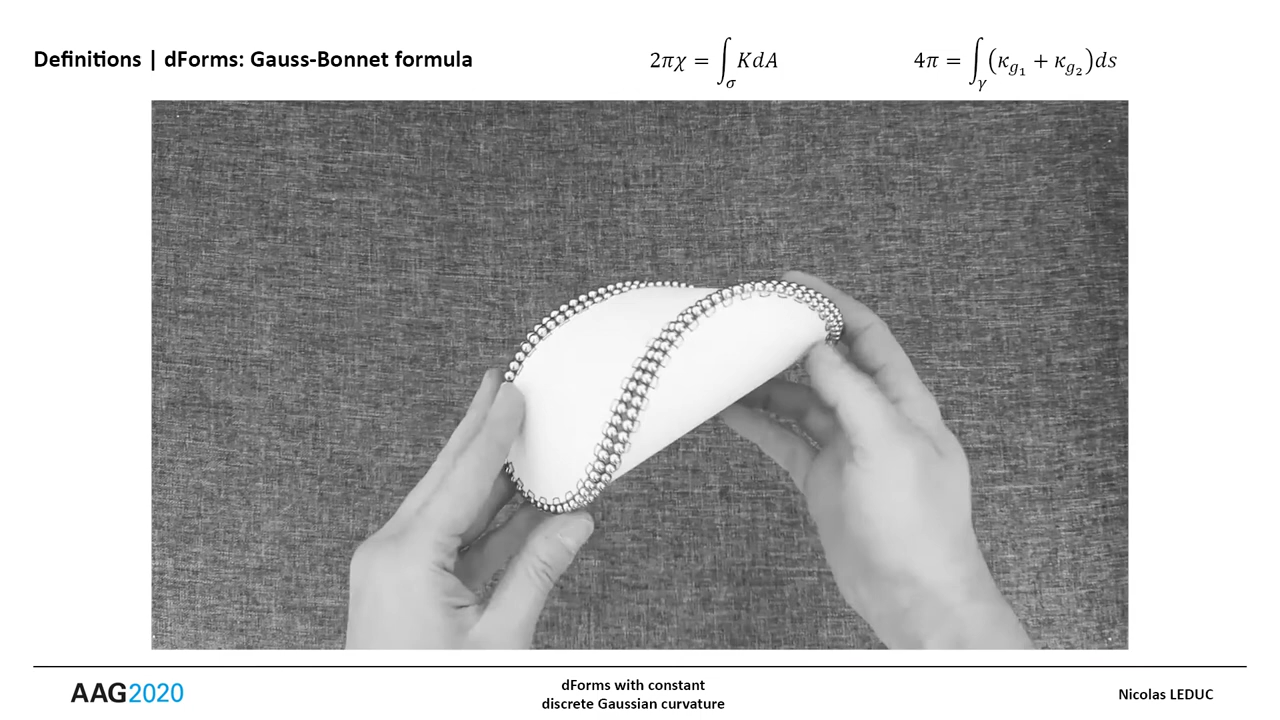 Definitions | dForms: Gauss-Bonnet formula
2πχ = ∫_σ KdA
4π = ∫_γ (κ_{g_1} + κ_{g_2})ds
AAG2020
dForms with constant
discrete Gaussian curvature
Nicolas LEDUC